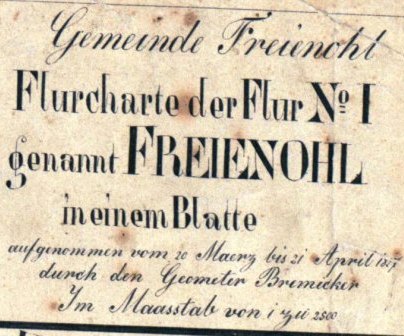 Gemeinde Freienohl
Flurcharte der Flur No I
genannt FREIENOHL
in einem Blatte
aufgenommen vom 20 Maerz bis 21 April
durch den Geometer Bremicker
Im Maasstab von 1 zu 2500